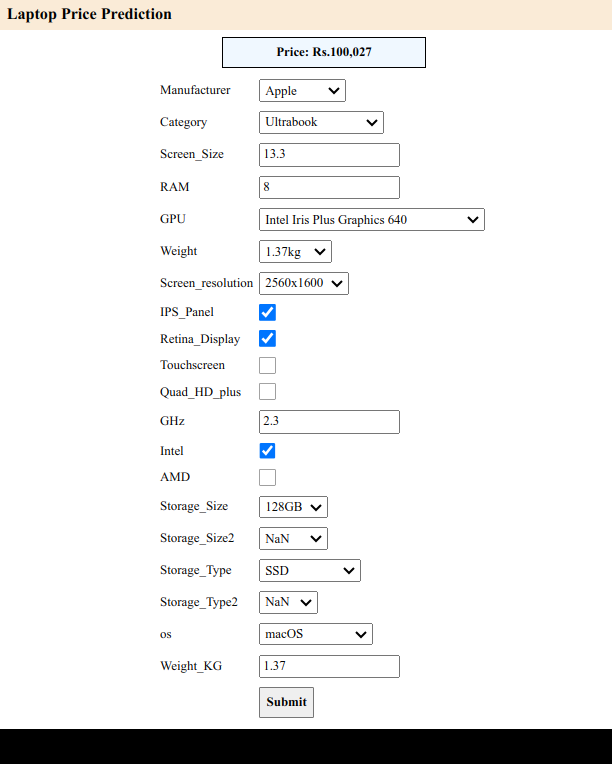 Laptop Price Prediction
Price: Rs.100,027
Manufacturer Apple
Category Ultrabook
Screen_Size 13.3
RAM 8
GPU Intel Iris Plus Graphics 640
Weight 1.37kg
Screen_resolution 2560x1600
IPS_Panel
Retina_Display
Touchscreen
Quad_HD_plus
GHz 2.3
Intel
AMD
Storage_Size 128GB
Storage_Size2 NaN
Storage_Type SSD
Storage_Type2 NaN
os macOS
Weight_KG 1.37
Submit